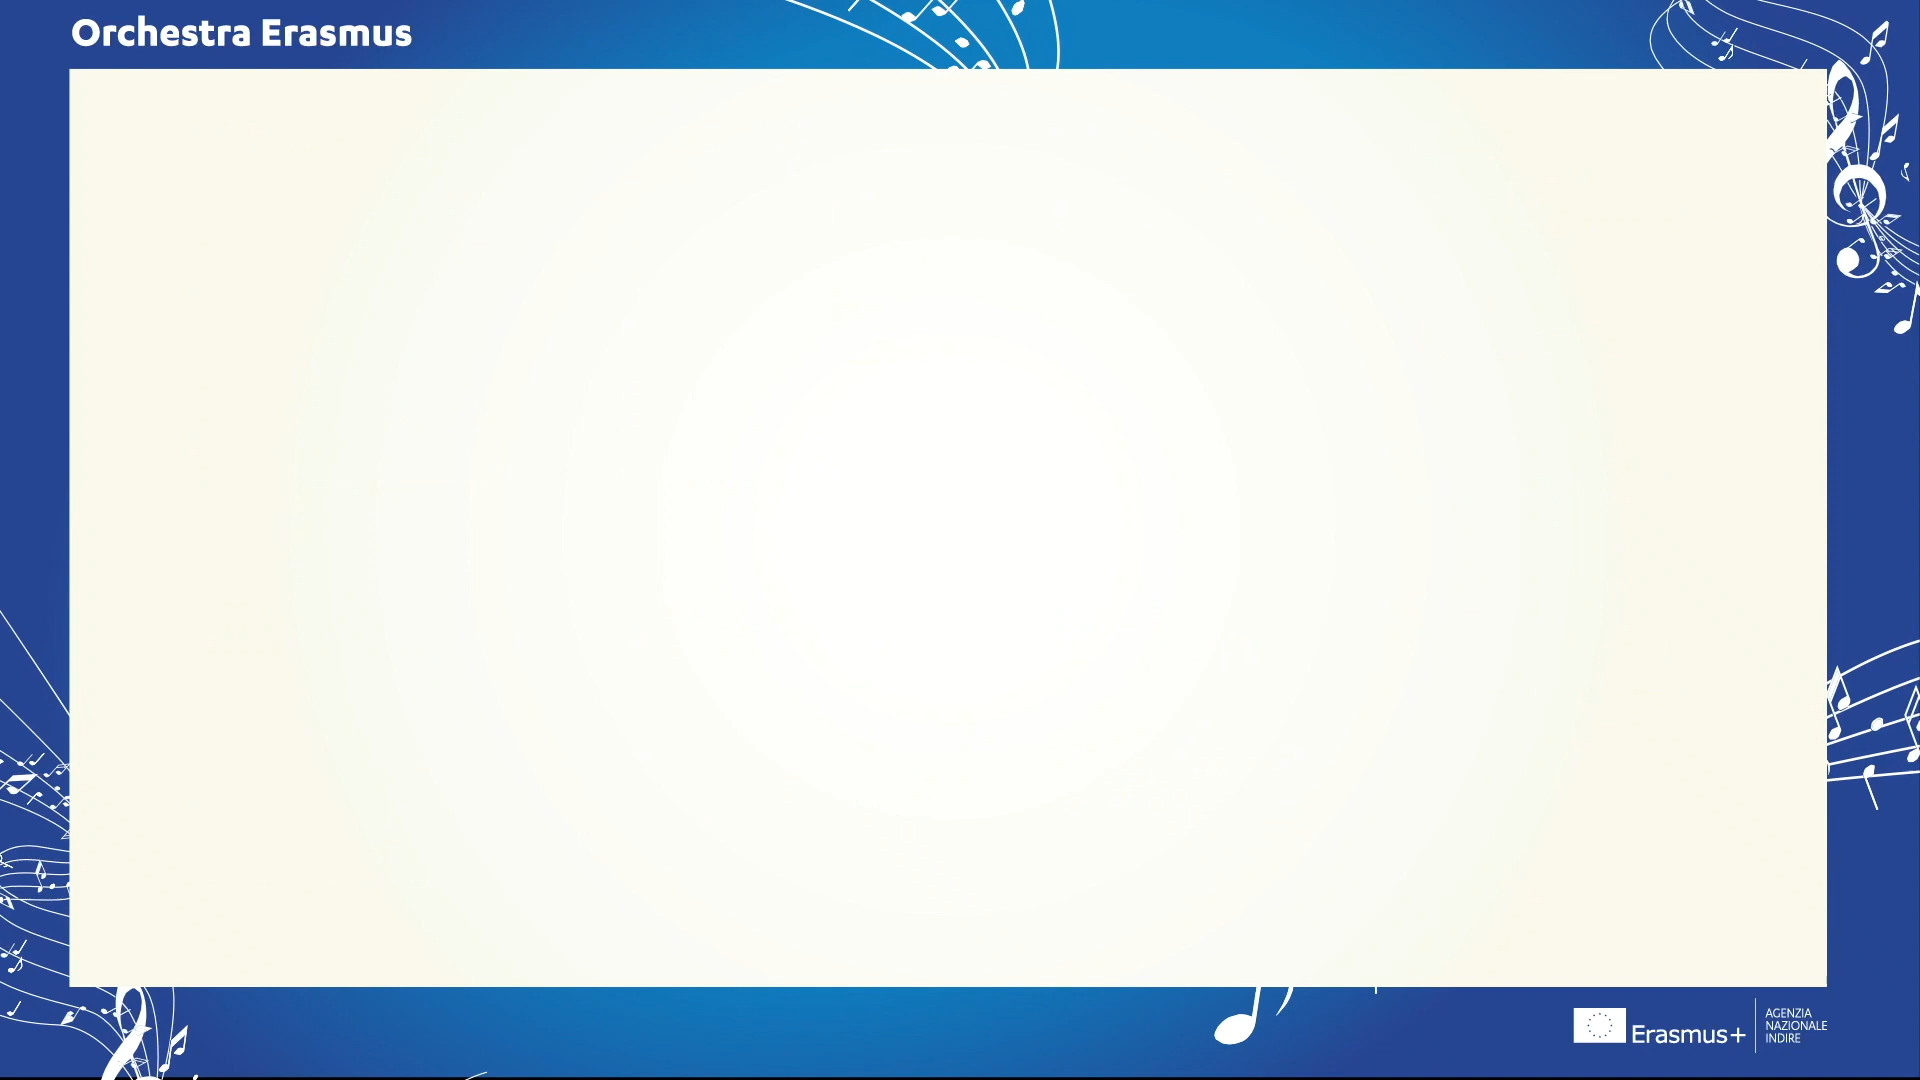 Orchestra Erasmus
Erasmus+
AGENZIA
NAZIONALE
INDIRE